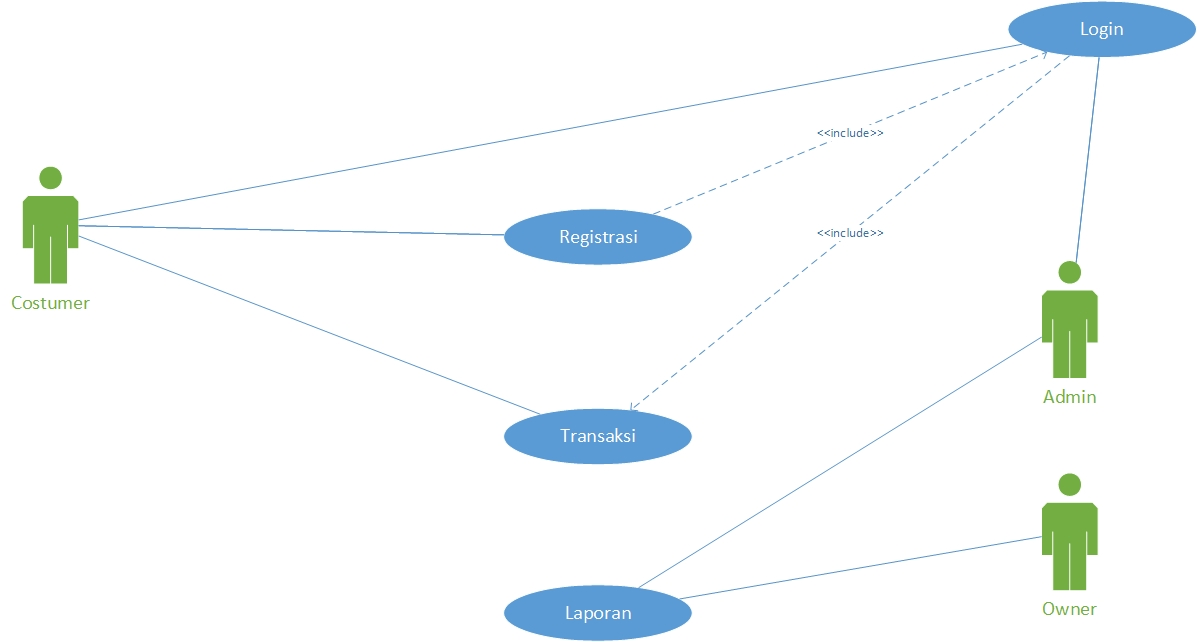 Login
<<include>>
Registrasi
<<include>>
Costumer
Admin
Transaksi
Laporan
Owner